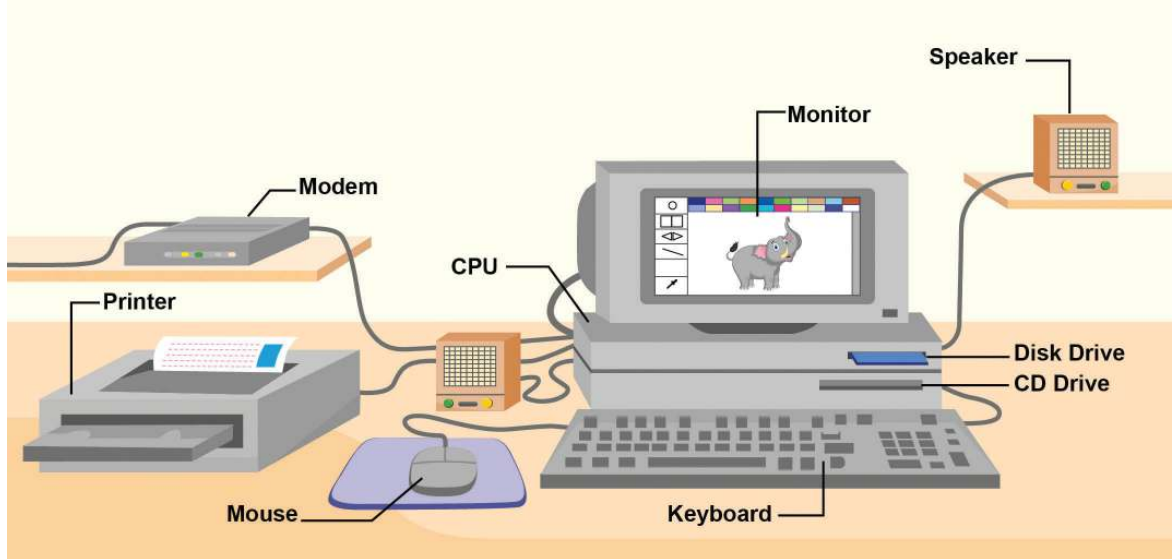 Speaker
Monitor
Modem
CPU
Printer
Disk Drive
CD Drive
Mouse
Keyboard